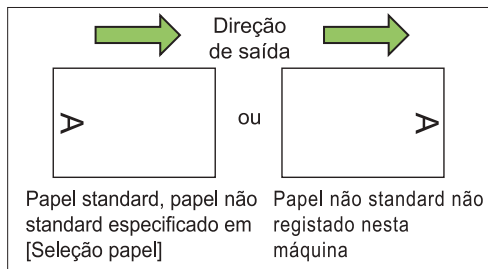 Direção
de saída
A
ou
A
Papel standard, papel não
standard especificado em
[Seleção papel]
Papel não standard não
registado nesta
máquina